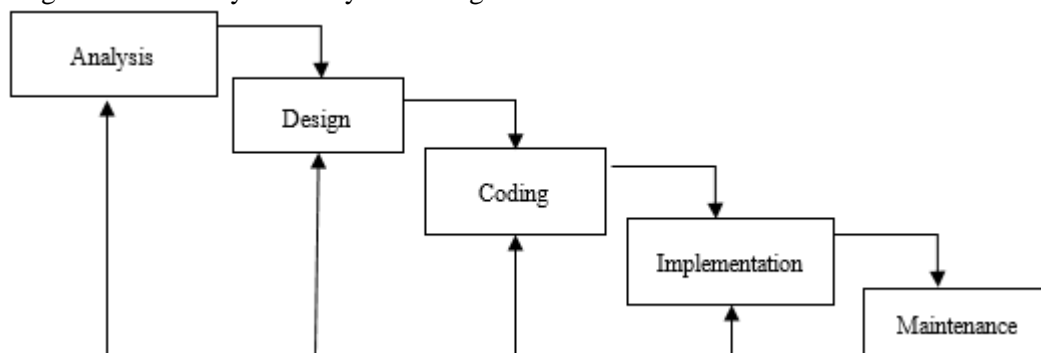 Analysis
Design
Coding
Implementation
Maintenance